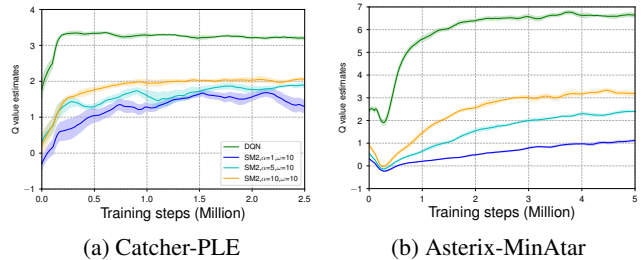 4
3
2
1
0
−1
Q value estimates
0.0 0.5 1.0 1.5 2.0 2.5
Training steps (Million)
DQN
SM2,α=1,ω=10
SM2,α=5,ω=10
SM2,α=10,ω=10
(a) Catcher-PLE
7
6
5
4
3
2
1
0
−1
Q value estimates
0 1 2 3 4 5
Training steps (Million)
(b) Asterix-MinAtar